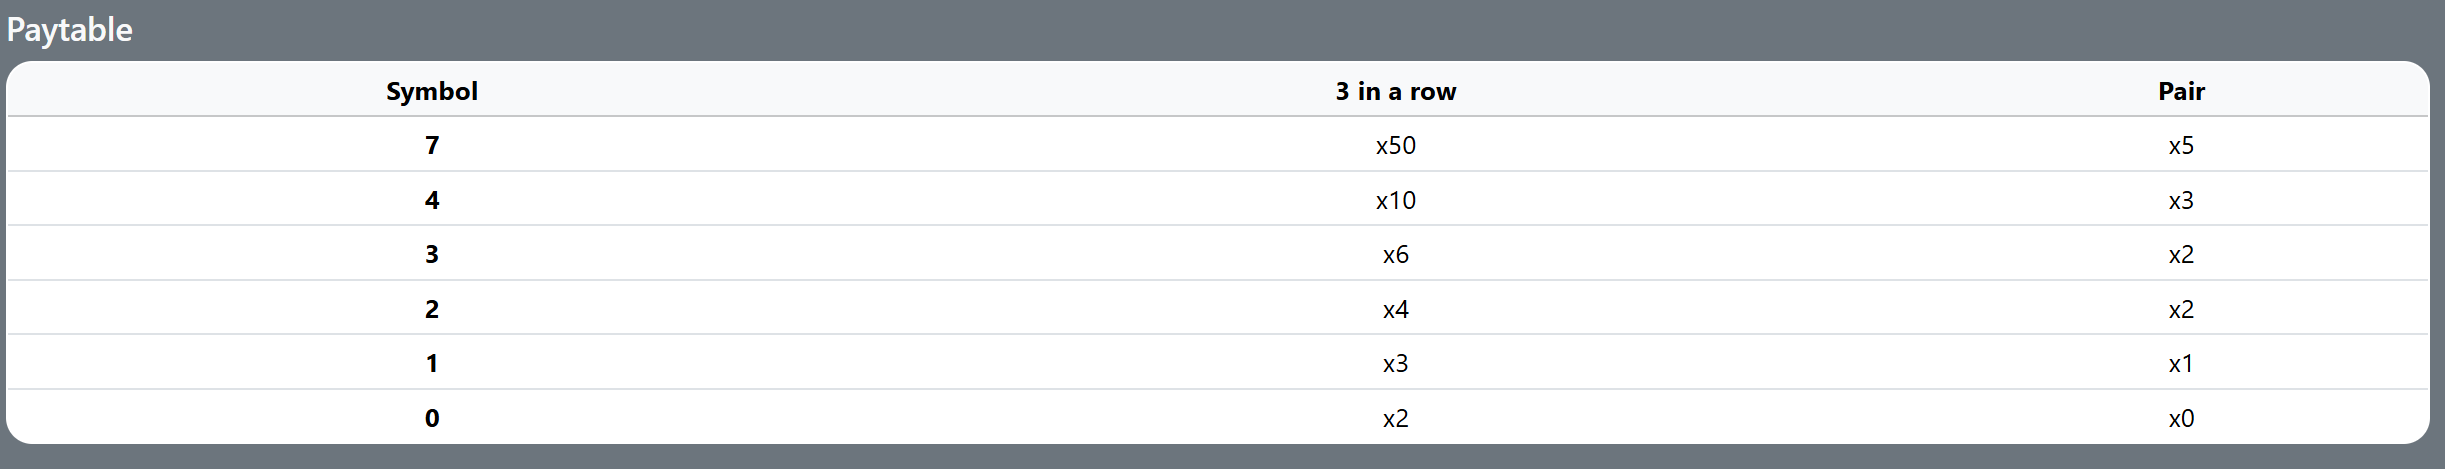 Paytable
Symbol 3 in a row Pair
7 x50 x5
4 x10 x3
3 x6 x2
2 x4 x2
1 x3 x1
0 x2 x0